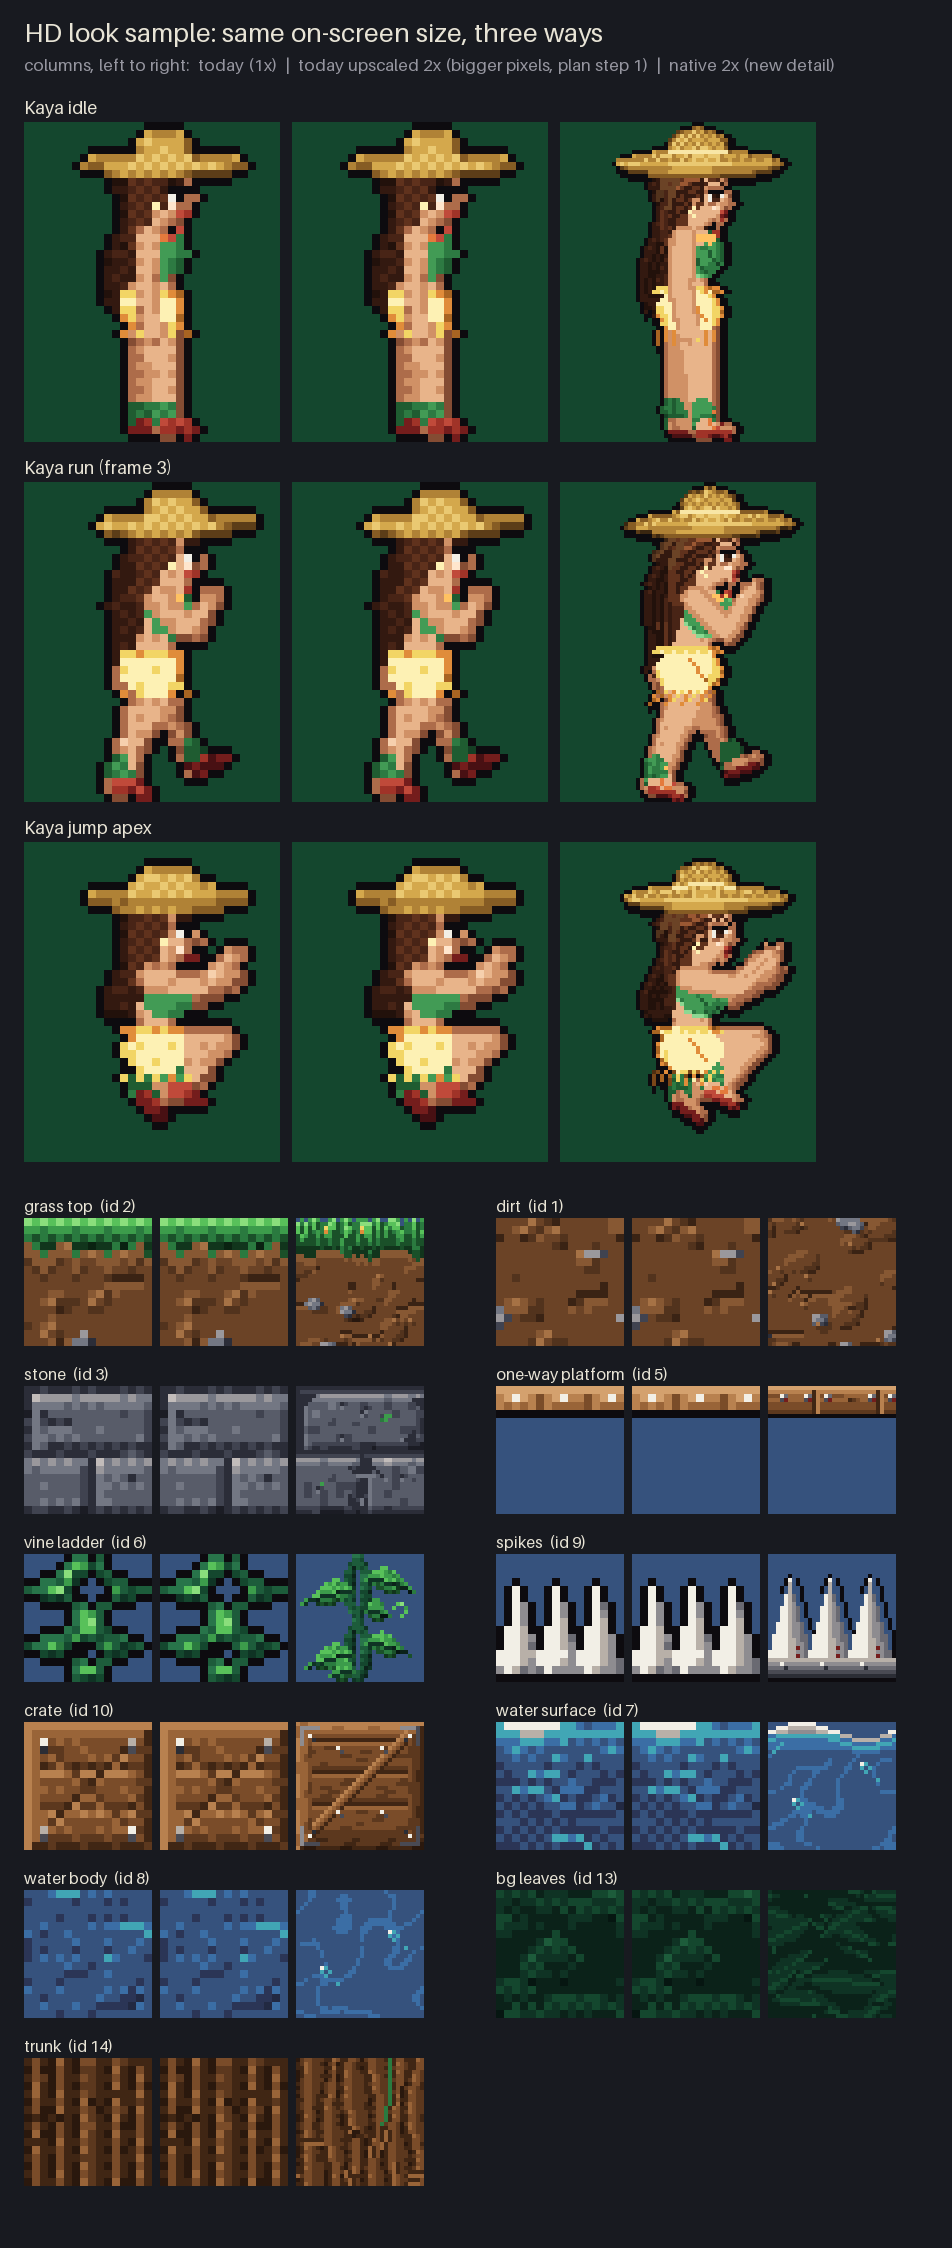 HD look sample: same on-screen size, three ways
columns, left to right:  today (1x)  |  today upscaled 2x (bigger pixels, plan step 1)  |  native 2x (new detail)
Kaya idle
Kaya run (frame 3)
Kaya jump apex
grass top  (id 2)
dirt  (id 1)
stone  (id 3)
one-way platform  (id 5)
vine ladder  (id 6)
spikes  (id 9)
crate  (id 10)
water surface  (id 7)
water body  (id 8)
bg leaves  (id 13)
trunk  (id 14)